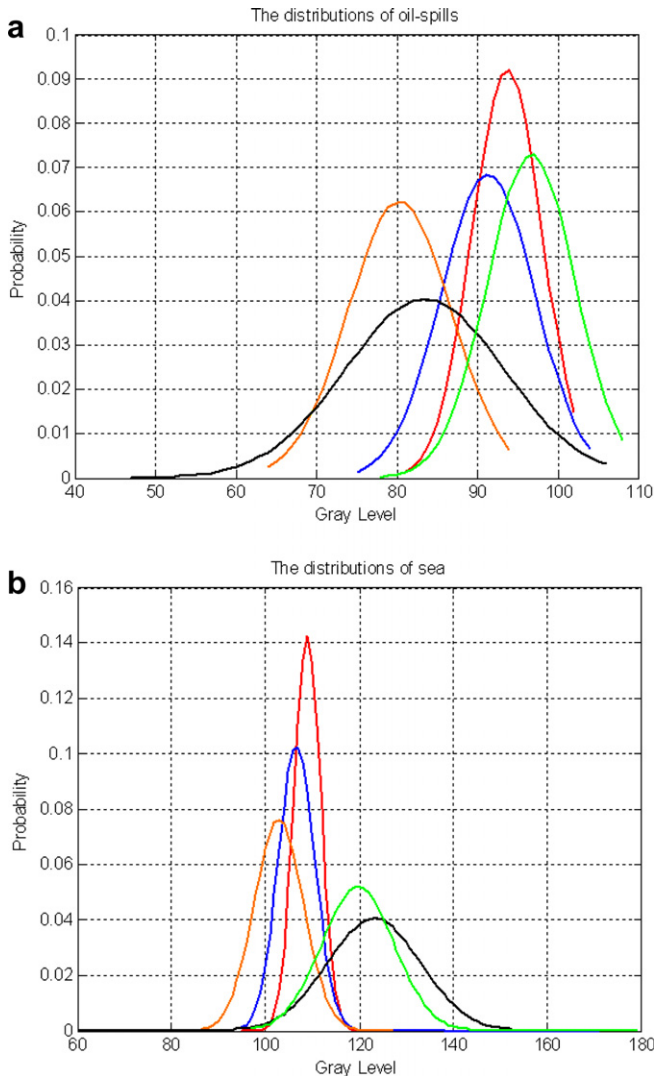 a
The distributions of oil-spills
0.1
0.09
0.08
0.07
0.06
0.05
0.04
0.03
0.02
0.01
0
Probability
40 50 60 70 80 90 100 110
Gray Level
b
The distributions of sea
0.16
0.14
0.12
0.1
0.08
0.06
0.04
0.02
0
Probability
60 80 100 120 140 160 180
Gray Level